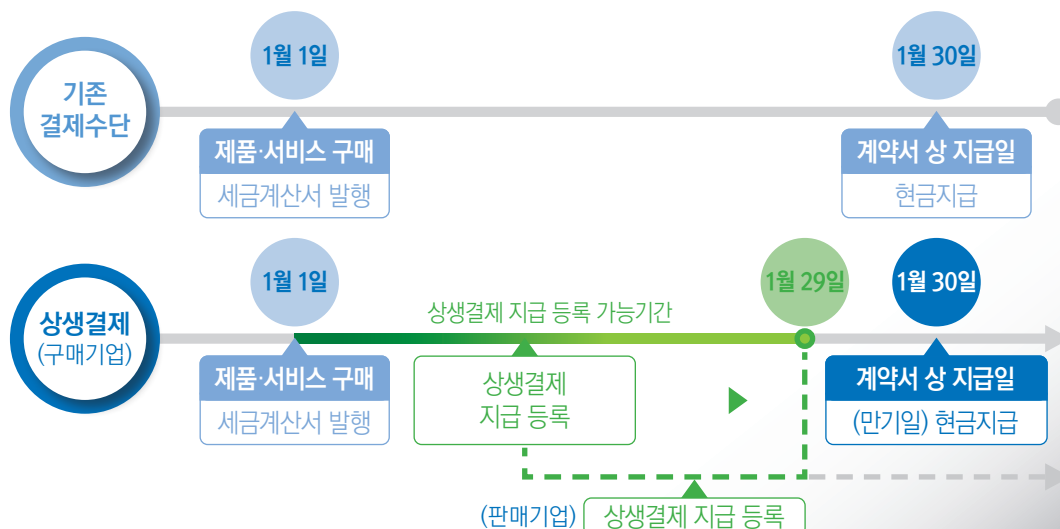 기존
결제수단
1월 1일
1월 30일
제품·서비스 구매
세금계산서 발행
계약서 상 지급일
현금지급
상생결제
(구매기업)
1월 1일
상생결제 지급 등록 가능기간
1월 29일
1월 30일
제품·서비스 구매
세금계산서 발행
상생결제
지급 등록
계약서 상 지급일
(만기일) 현금지급
(판매기업) 상생결제 지급 등록